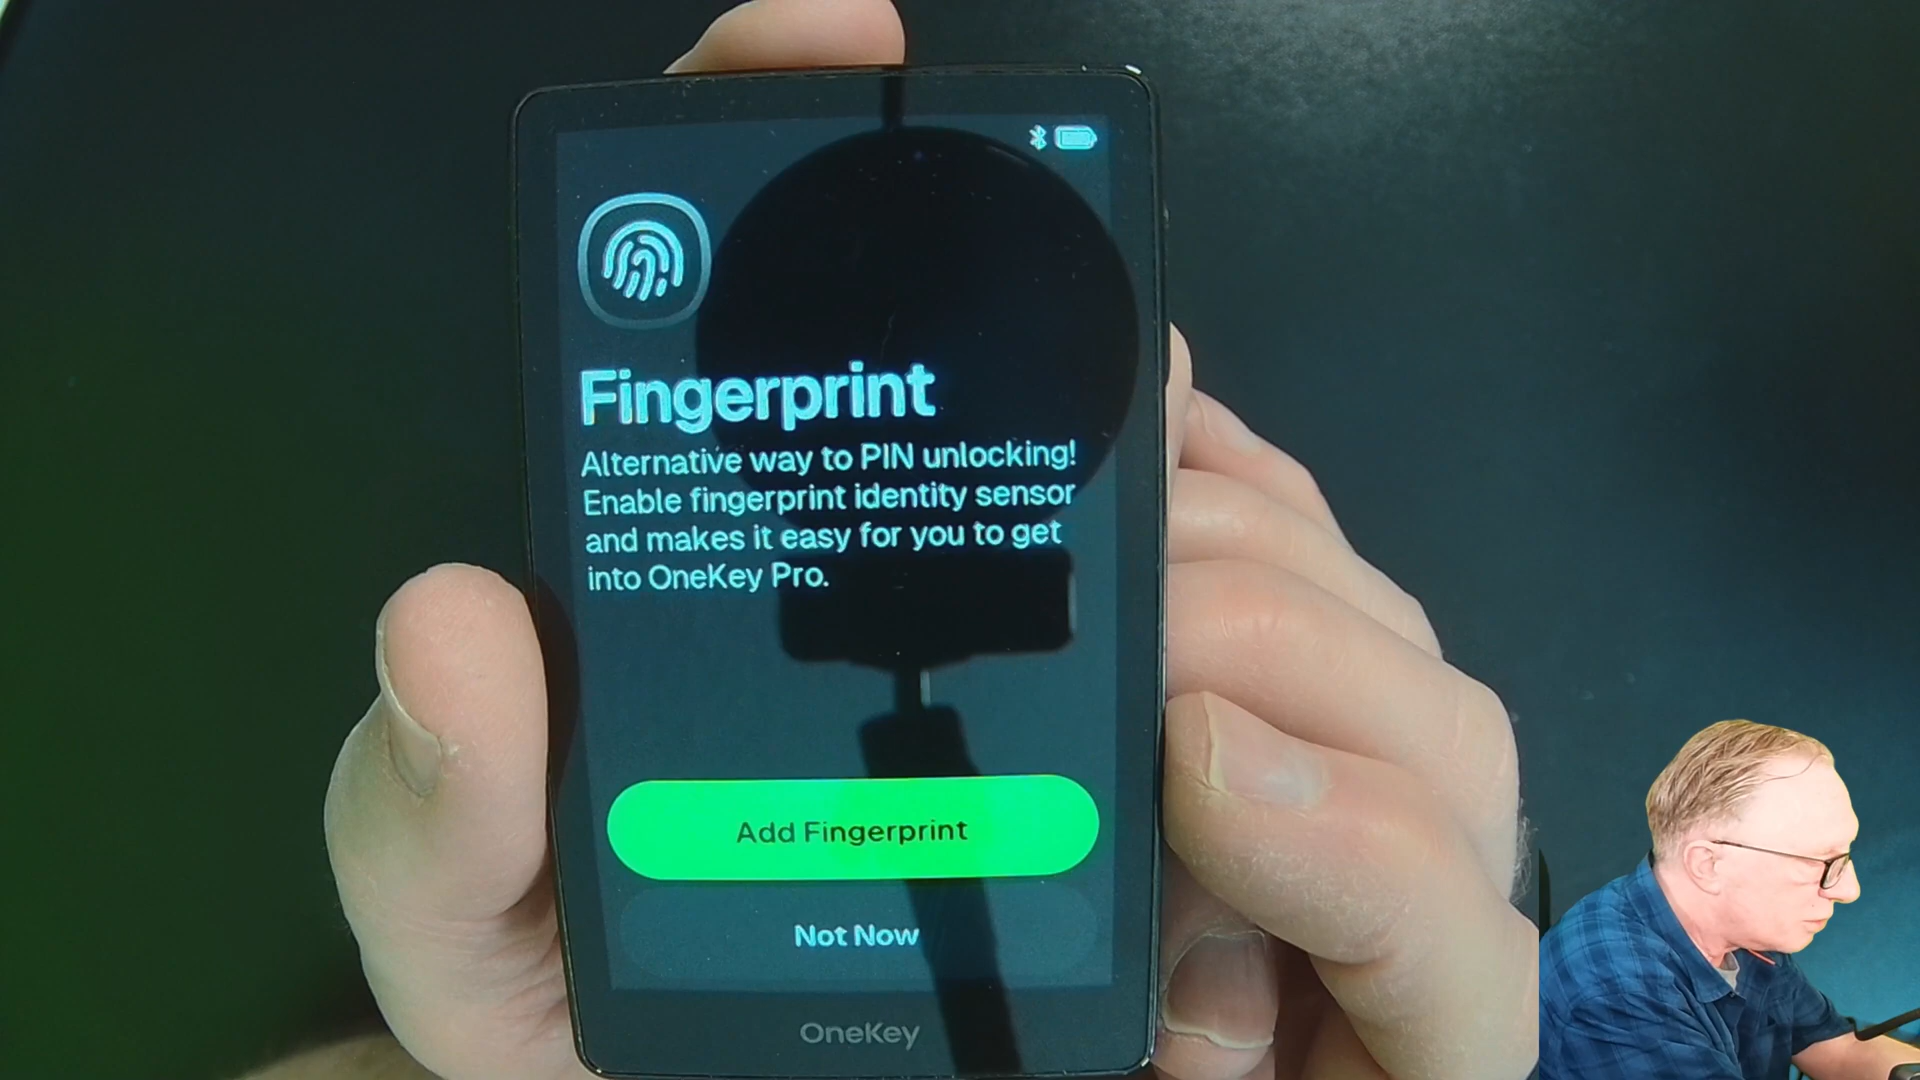 Fingerprint
Alternative way to PIN unlocking!
Enable fingerprint identity sensor
and makes it easy for you to get
into OneKey Pro.
Add Fingerprint
Not Now
OneKey